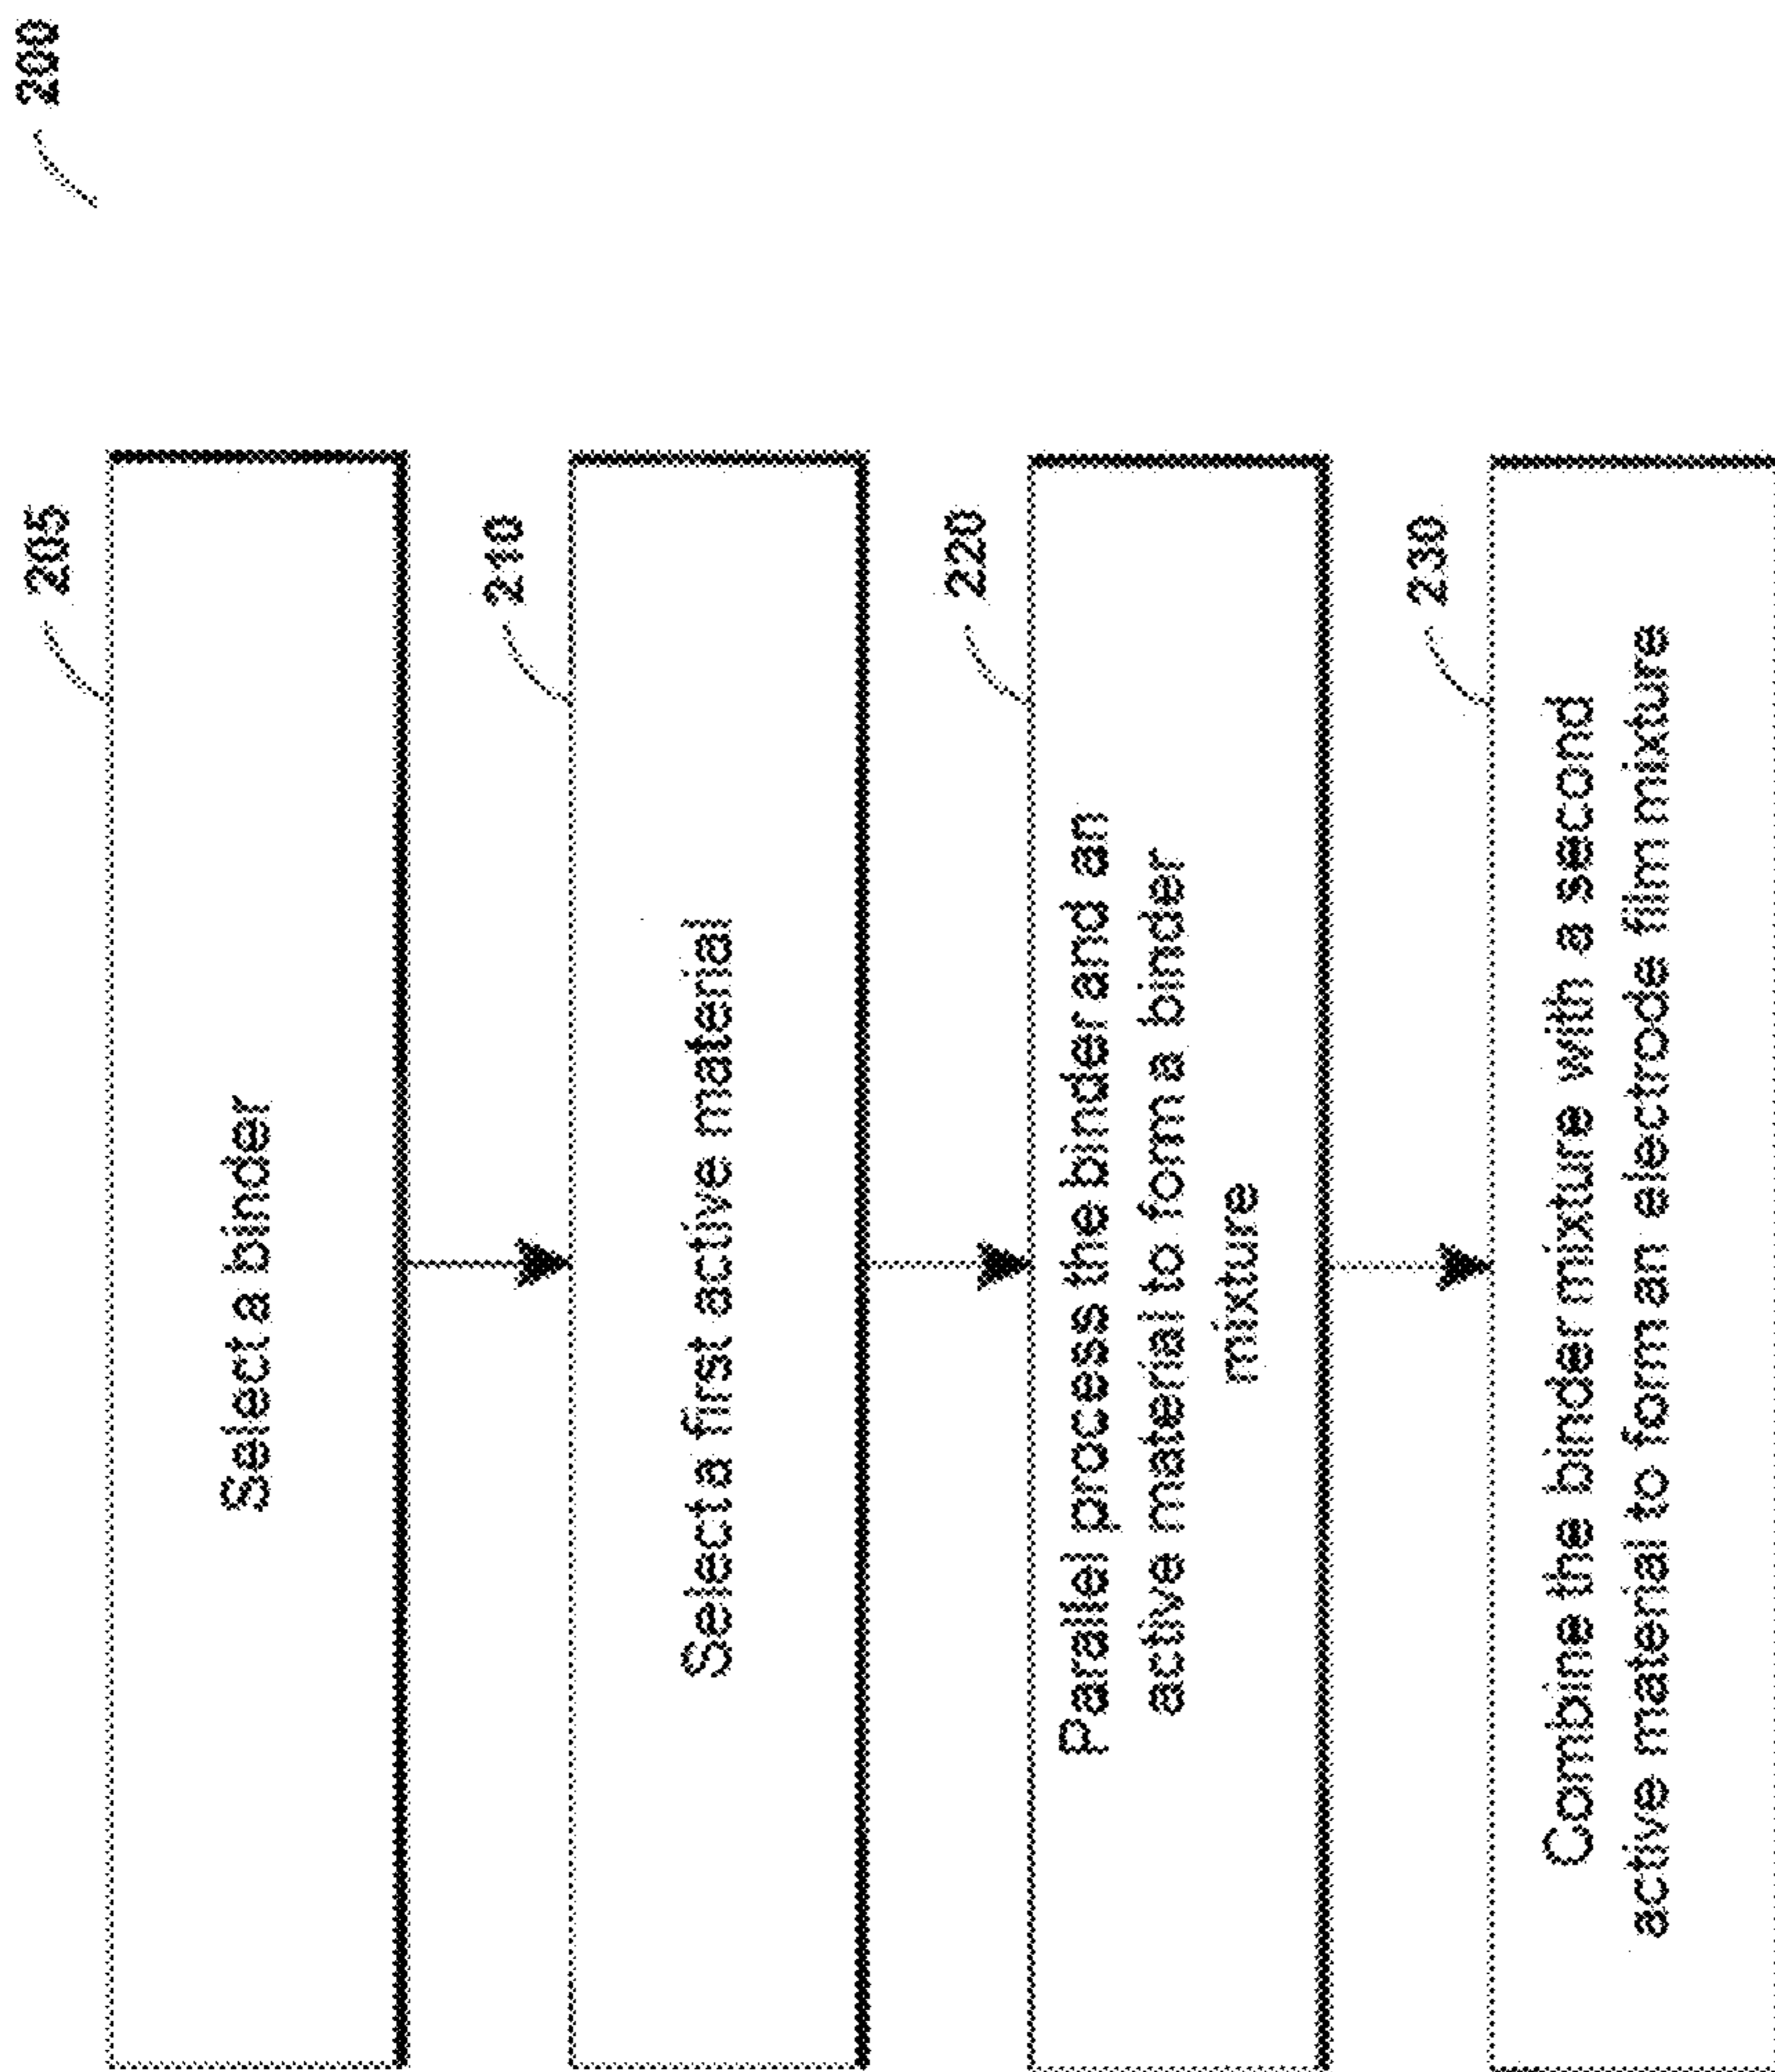 200
205
Select a binder
210
Select a first active material
220
Parallel process the binder and an
active material to form a binder
mixture
230
Combine the binder mixture with a second
active material to form an electrode film mixture